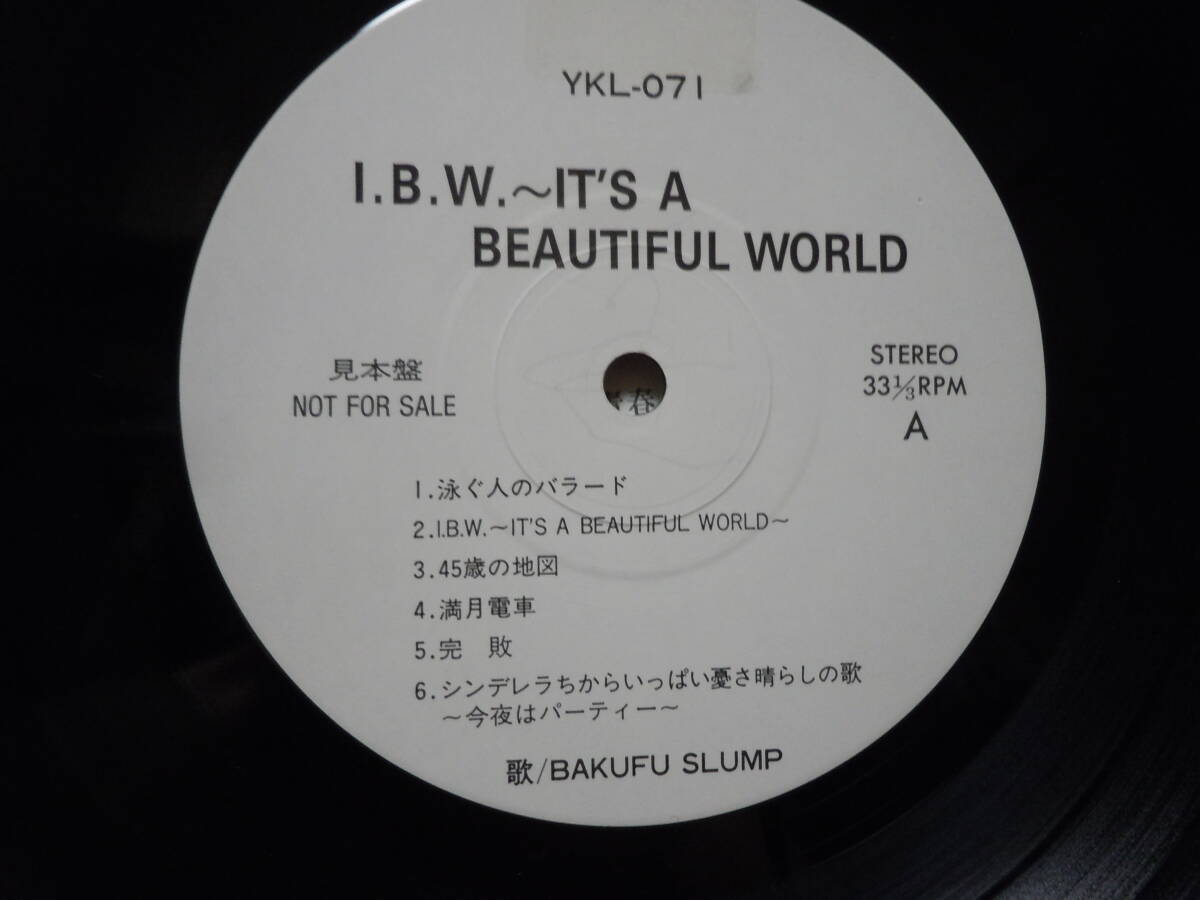 YKL-071
I.B.W.〜IT'S A
BEAUTIFUL WORLD
見本盤
NOT FOR SALE
STEREO
33⅓RPM
A
春
1.泳ぐ人のバラード
2.I.B.W.〜IT'S A BEAUTIFUL WORLD〜
3.45歳の地図
4.満月電車
5.完 敗
6.シンデレラちからいっぱい憂さ晴らしの歌
〜今夜はパーティー〜
歌/BAKUFU SLUMP